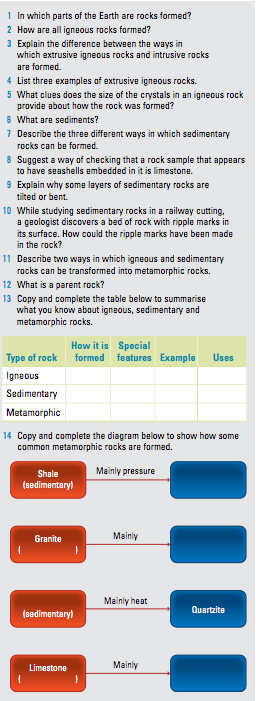 1 In which parts of the Earth are rocks formed?
2 How are all igneous rocks formed?
3 Explain the difference between the ways in
which extrusive igneous rocks and intrusive rocks
are formed.
4 List three examples of extrusive igneous rocks.
5 What clues does the size of the crystals in an igneous rock
provide about how the rock was formed?
6 What are sediments?
7 Describe the three different ways in which sedimentary
rocks can be formed.
8 Suggest a way of checking that a rock sample that appears
to have seashells embedded in it is limestone.
9 Explain why some layers of sedimentary rocks are
tilted or bent.
10 While studying sedimentary rocks in a railway cutting,
a geologist discovers a bed of rock with ripple marks in
its surface. How could the ripple marks have been made
in the rock?
11 Describe two ways in which igneous and sedimentary
rocks can be transformed into metamorphic rocks.
12 What is a parent rock?
13 Copy and complete the table below to summarise
what you know about igneous, sedimentary and
metamorphic rocks.
Type of rock How it is formed Special features Example Uses
Igneous
Sedimentary
Metamorphic
14 Copy and complete the diagram below to show how some
common metamorphic rocks are formed.
Shale
(sedimentary)
Mainly pressure
Granite
( )
Mainly
(sedimentary)
Mainly heat
Quartzite
Limestone
( )
Mainly